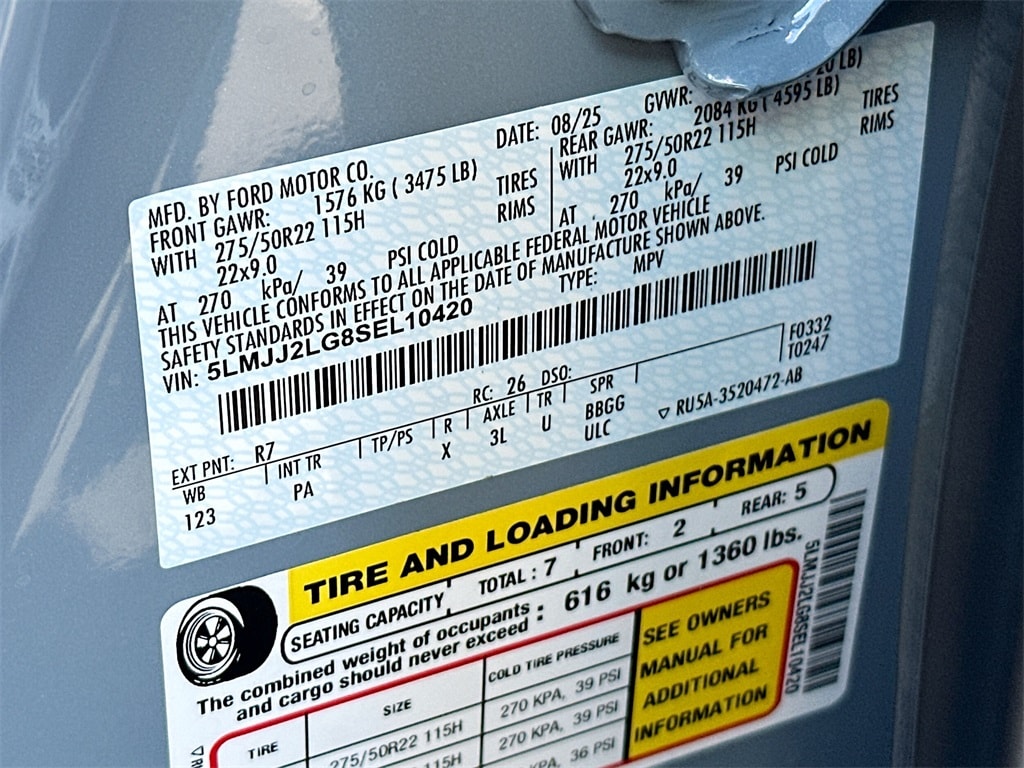 MFD. BY FORD MOTOR CO.
DATE: 08/25
GVWR:
20 LB)
FRONT GAWR: 1576 KG ( 3475 LB)
REAR GAWR: 2084 KG ( 4595 LB)
WITH 275/50R22 115H TIRES
WITH 275/50R22 115H TIRES
22x9.0 RIMS
22x9.0 RIMS
AT 270 kPa/ 39 PSI COLD
AT 270 kPa/ 39 PSI COLD
THIS VEHICLE CONFORMS TO ALL APPLICABLE FEDERAL MOTOR VEHICLE
SAFETY STANDARDS IN EFFECT ON THE DATE OF MANUFACTURE SHOWN ABOVE.
VIN: 5LMJJ2LG8SEL10420
TYPE: MPV
F0332
T0247
EXT PNT: R7 RC: 26 DSO:
WB INT TR TP/PS R AXLE TR SPR
123 PA X 3L U BBGG
ULC
▽ RU5A-3520472-AB
TIRE AND LOADING INFORMATION
SEATING CAPACITY TOTAL : 7 FRONT: 2 REAR: 5
The combined weight of occupants
and cargo should never exceed : 616 kg or 1360 lbs.
TIRE SIZE COLD TIRE PRESSURE
275/50R22 115H 270 KPA, 39 PSI
115H 270 KPA, 39 PSI
KPA, 36 PSI
SEE OWNERS
MANUAL FOR
ADDITIONAL
INFORMATION
5LMJJ2LG8SEL10420